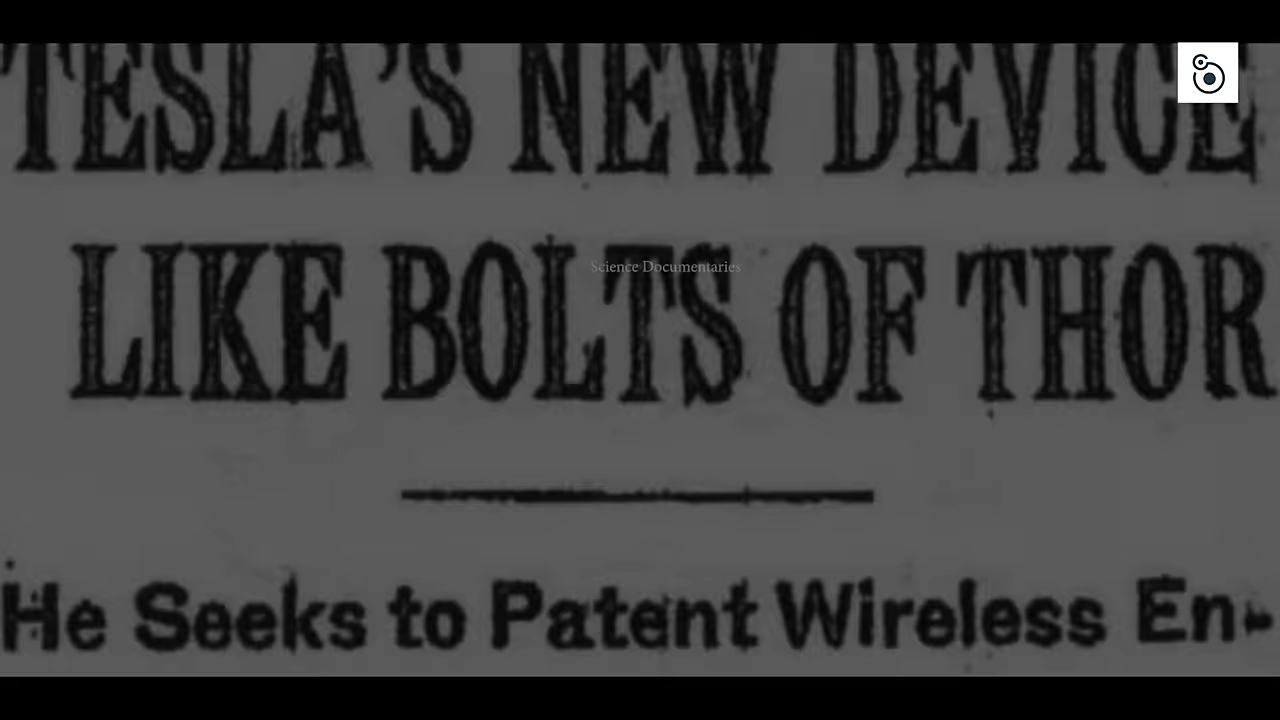 TESLA'S NEW DEVICE
LIKE BOLTS OF THOR
Science Documentaries
He Seeks to Patent Wireless En-